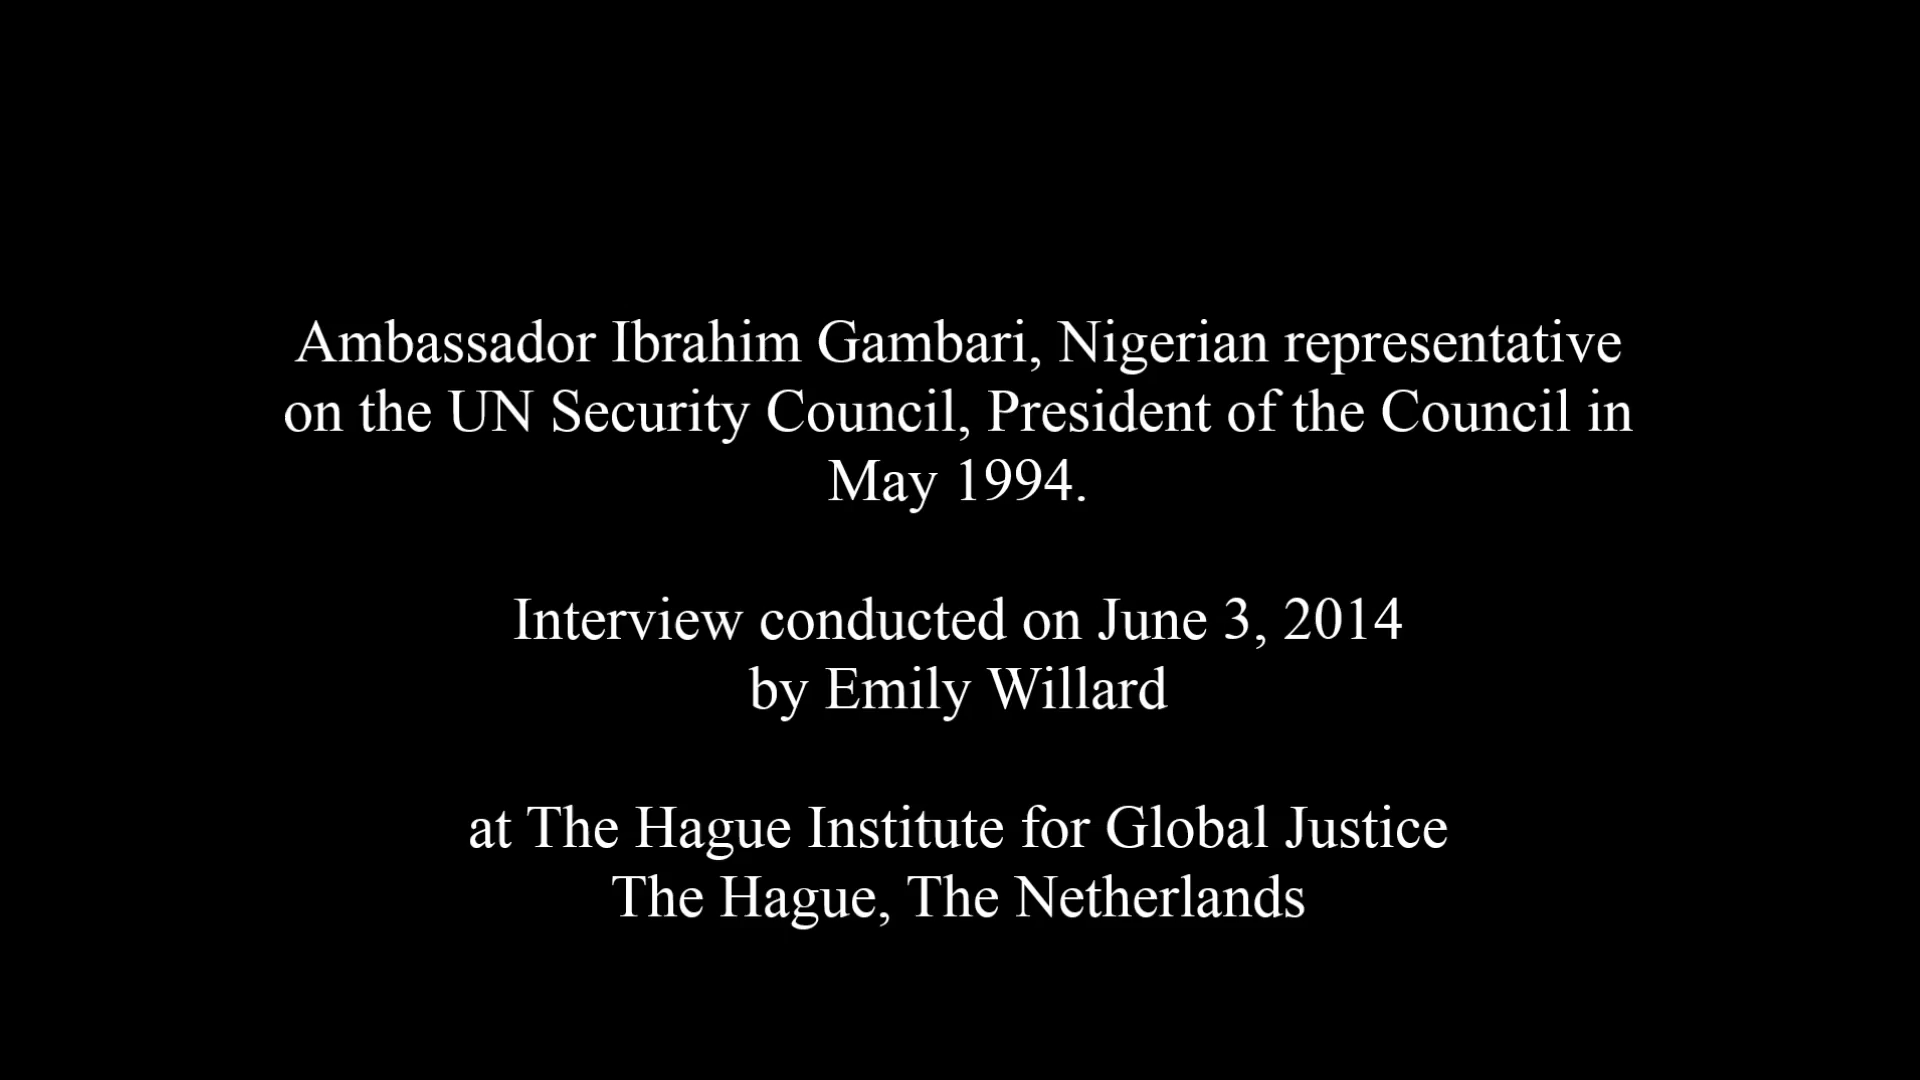 Ambassador Ibrahim Gambari, Nigerian representative
on the UN Security Council, President of the Council in
May 1994.
Interview conducted on June 3, 2014
by Emily Willard
at The Hague Institute for Global Justice
The Hague, The Netherlands